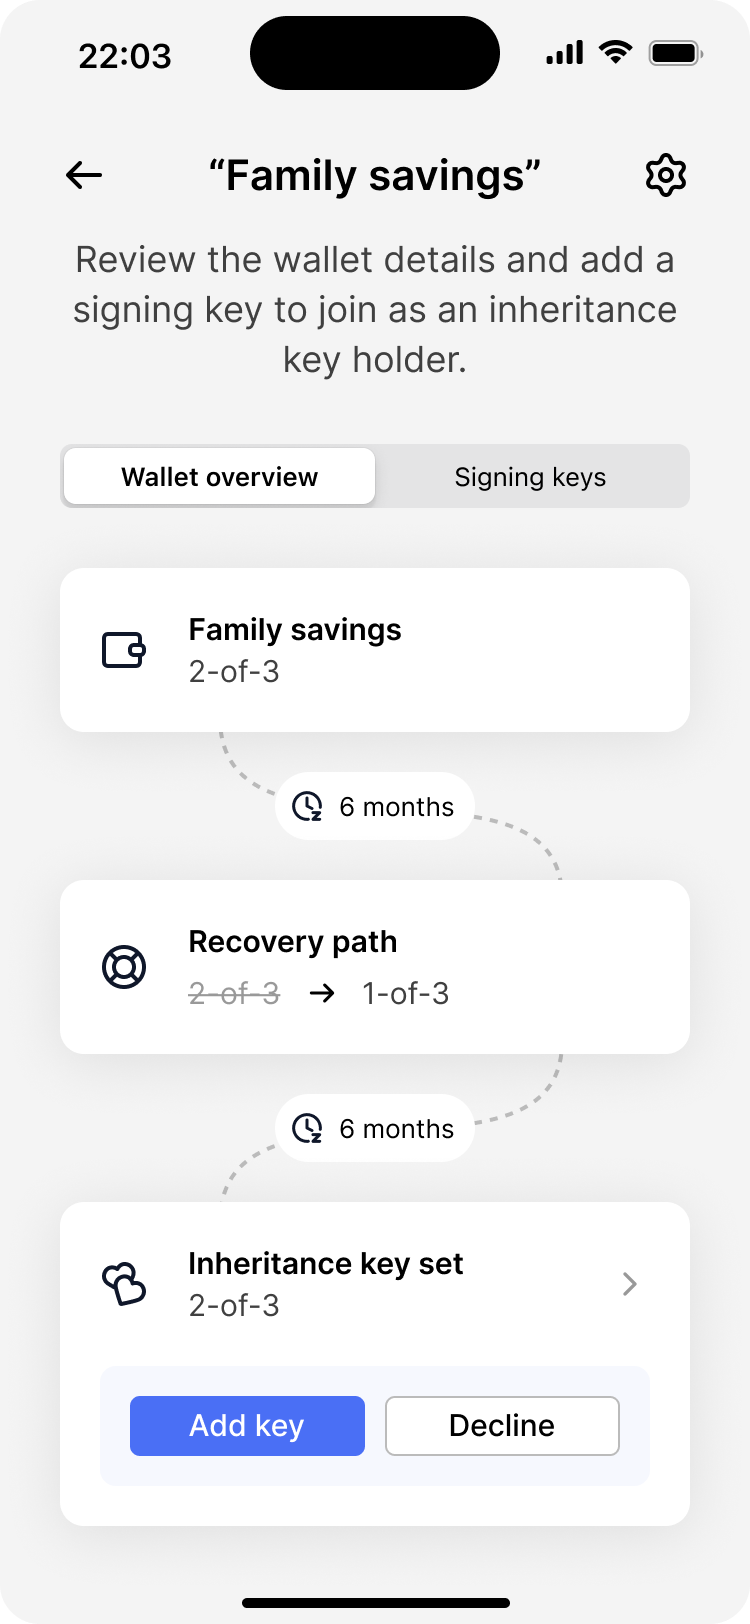 22:03
“Family savings”
Review the wallet details and add a
signing key to join as an inheritance
key holder.
Wallet overview
Signing keys
Family savings
2-of-3
6 months
Recovery path
2-of-3 → 1-of-3
6 months
Inheritance key set
2-of-3
Add key
Decline